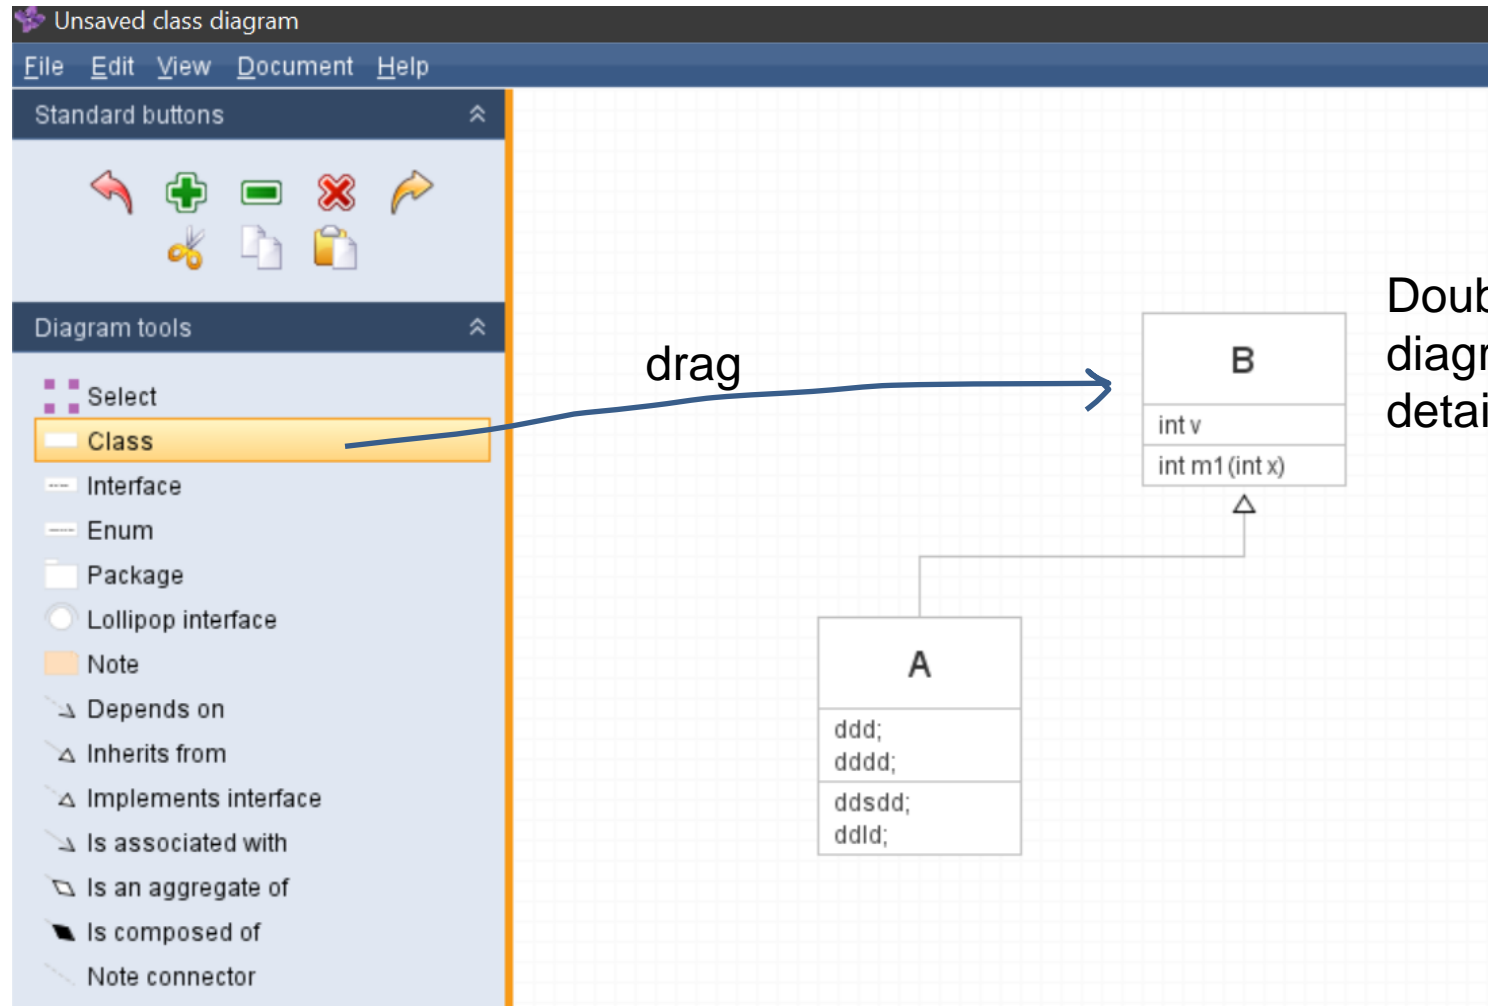 Unsaved class diagram
File Edit View Document Help
Standard buttons
Diagram tools
Select
Class
Interface
Enum
Package
Lollipop interface
Note
Depends on
Inherits from
Implements interface
Is associated with
Is an aggregate of
Is composed of
Note connector
drag
B
int v
int m1(int x)
A
ddd;
dddd;
ddsdd;
ddld;